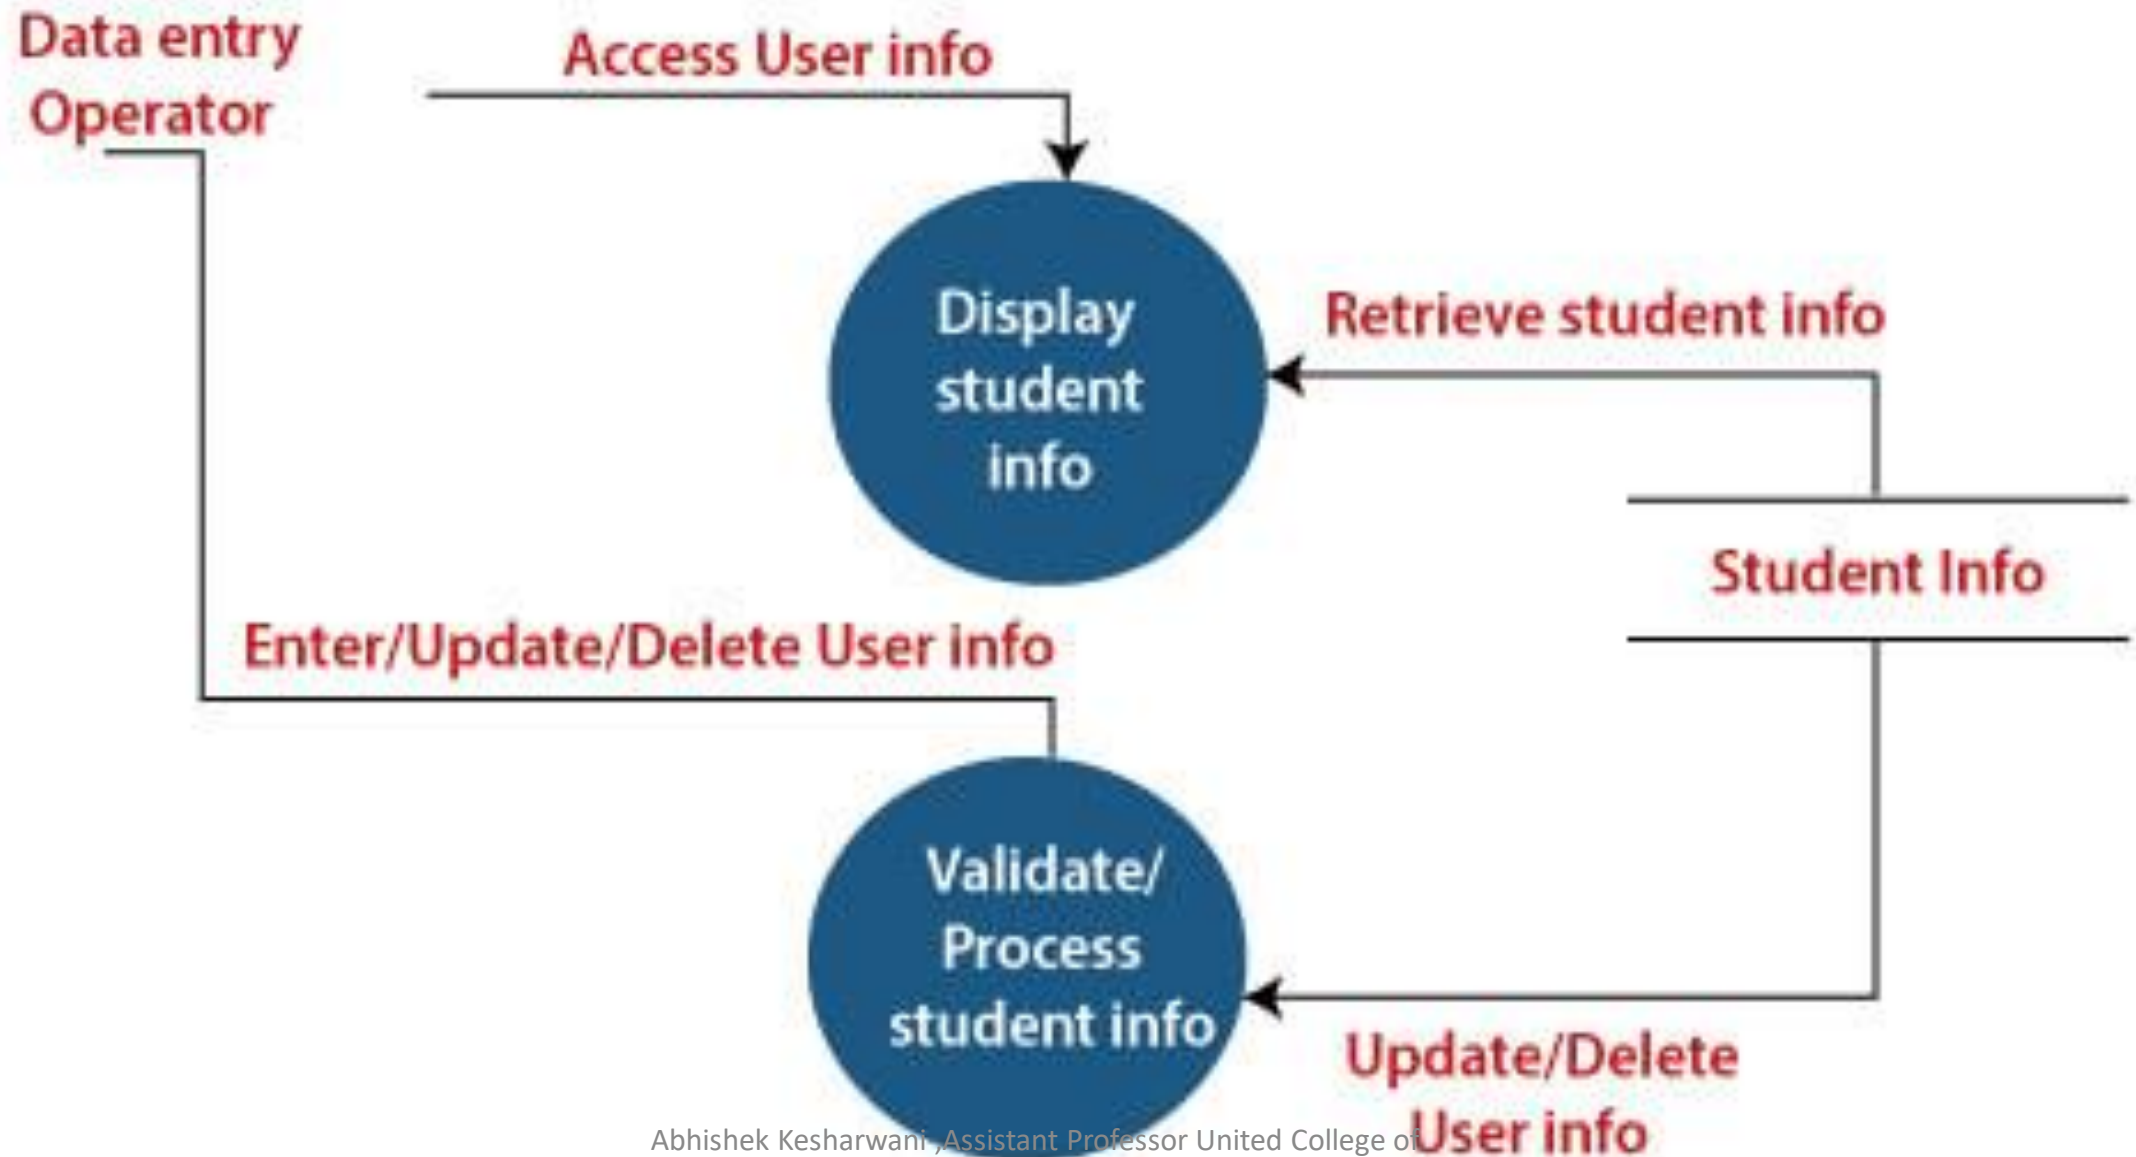 Data entry
Operator
Access User info
Display
student
info
Retrieve student info
Student Info
Enter/Update/Delete User info
Validate/
Process
student info
Update/Delete
User info
Abhishek Kesharwani ,Assistant Professor United College of